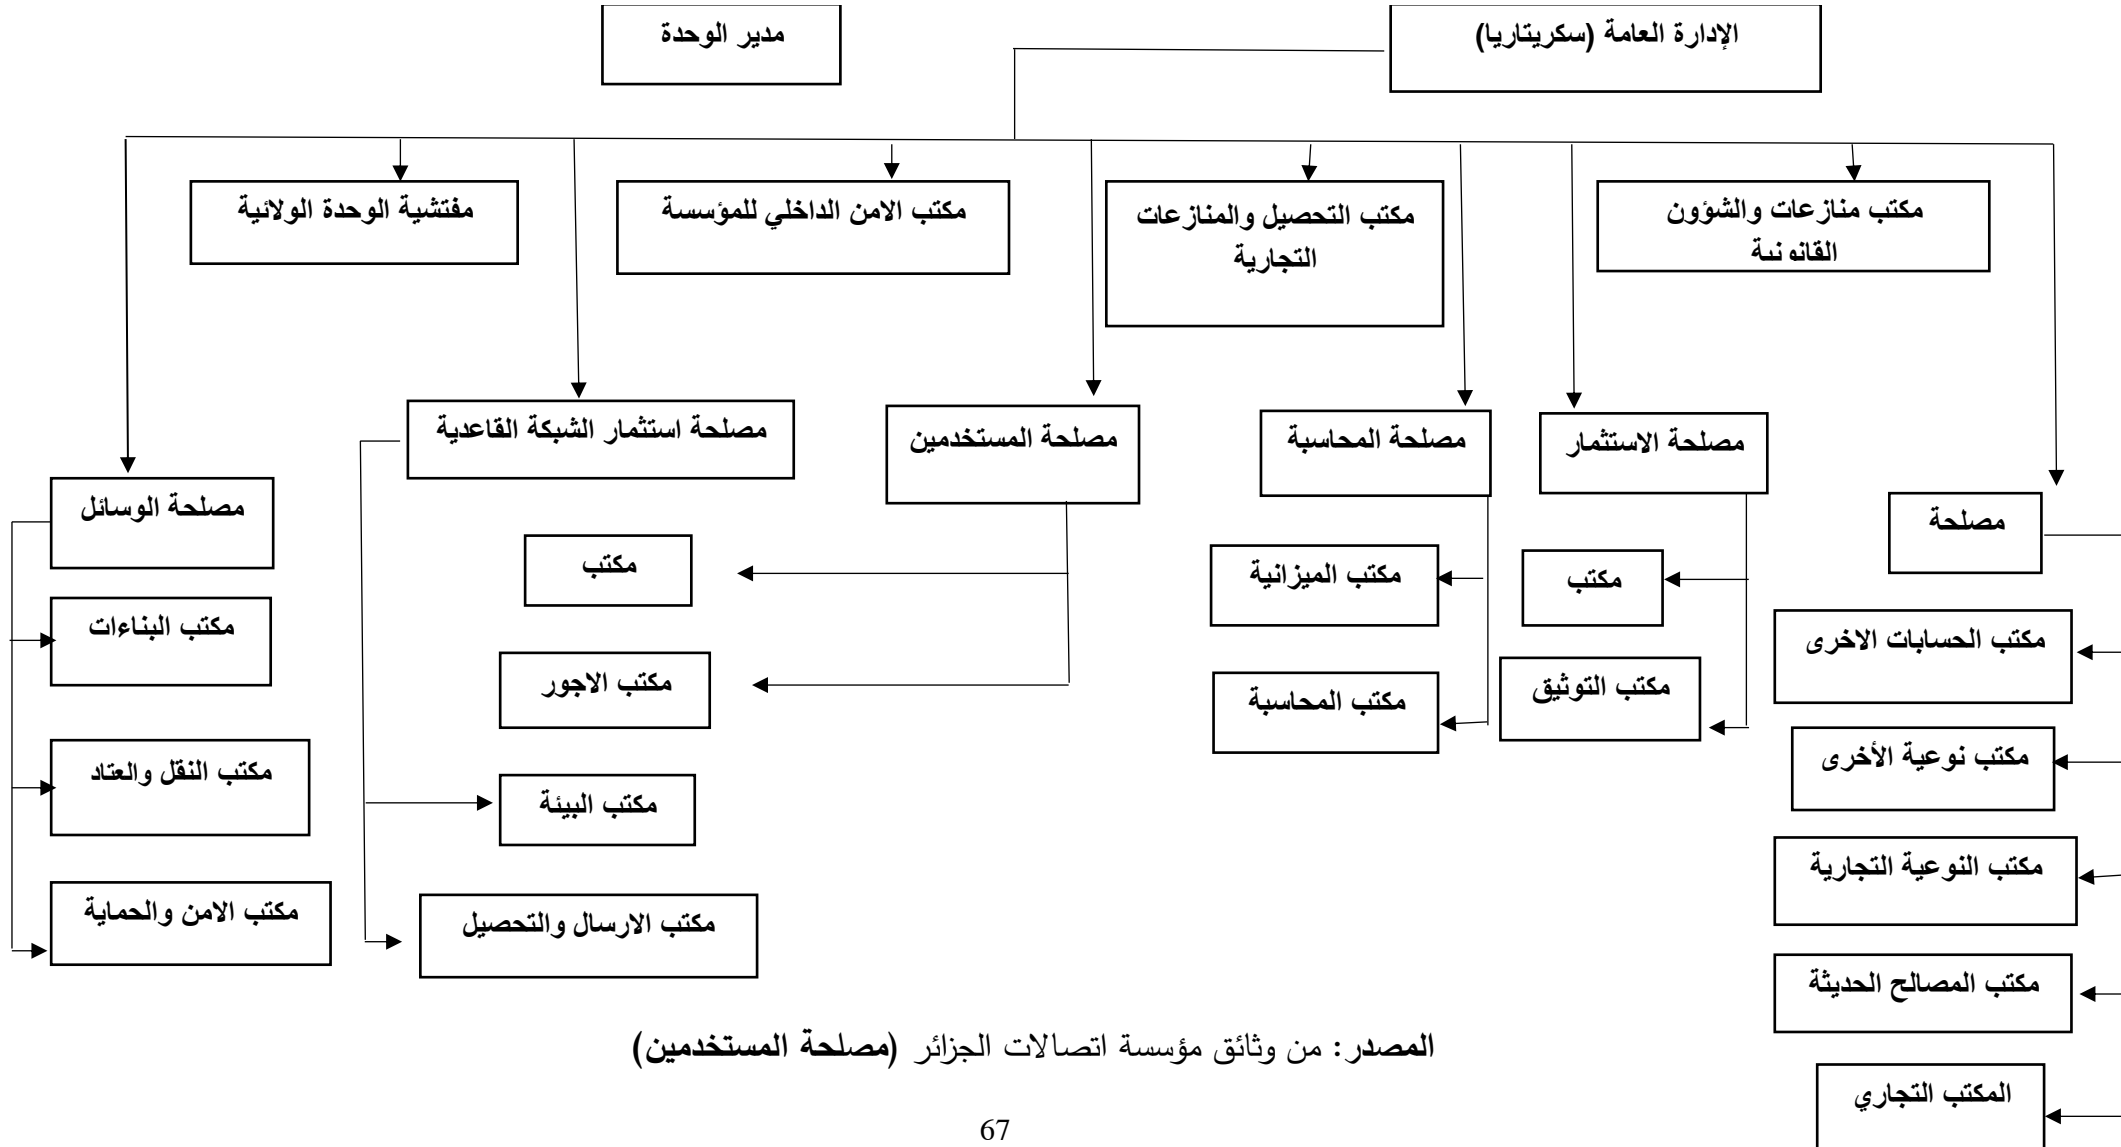 الإدارة العامة (سكريتاريا)
مدير الوحدة
مكتب منازعات والشؤون
القانونية
مكتب التحصيل والمنازعات
التجارية
مكتب الامن الداخلي للمؤسسة
مفتشية الوحدة الولائية
مصلحة
مصلحة الاستثمار
مصلحة المحاسبة
مصلحة المستخدمين
مصلحة استثمار الشبكة القاعدية
مصلحة الوسائل
مكتب الحسابات الاخرى
مكتب نوعية الأخرى
مكتب النوعية التجارية
مكتب المصالح الحديثة
المكتب التجاري
مكتب
مكتب التوثيق
مكتب الميزانية
مكتب المحاسبة
مكتب
مكتب الاجور
مكتب البيئة
مكتب الارسال والتحصيل
مكتب البناءات
مكتب النقل والعتاد
مكتب الامن والحماية
المصدر: من وثائق مؤسسة اتصالات الجزائر (مصلحة المستخدمين)
67